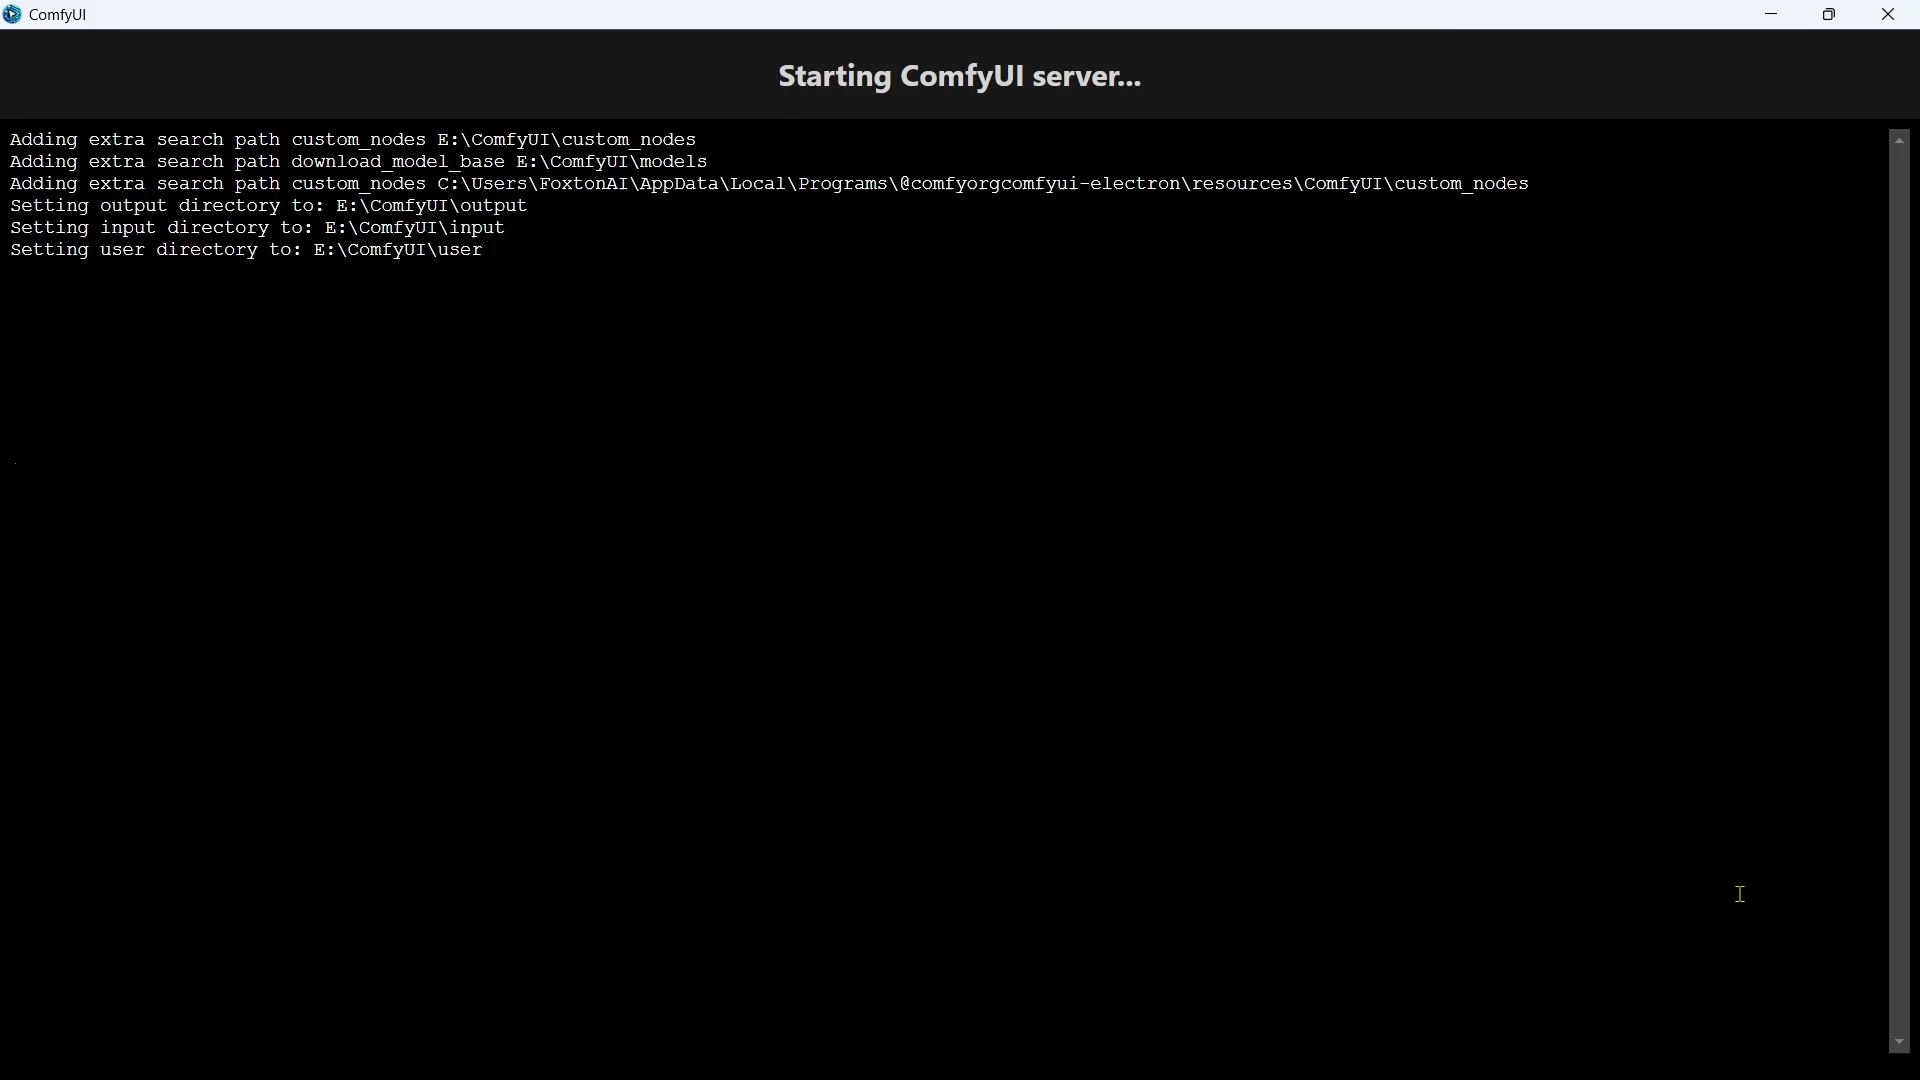 ComfyUI
Starting ComfyUI server...
Adding extra search path custom_nodes E:\ComfyUI\custom_nodes
Adding extra search path download_model_base E:\ComfyUI\models
Adding extra search path custom_nodes C:\Users\FoxtonAI\AppData\Local\Programs\@comfyorgcomfyui-electron\resources\ComfyUI\custom_nodes
Setting output directory to: E:\ComfyUI\output
Setting input directory to: E:\ComfyUI\input
Setting user directory to: E:\ComfyUI\user